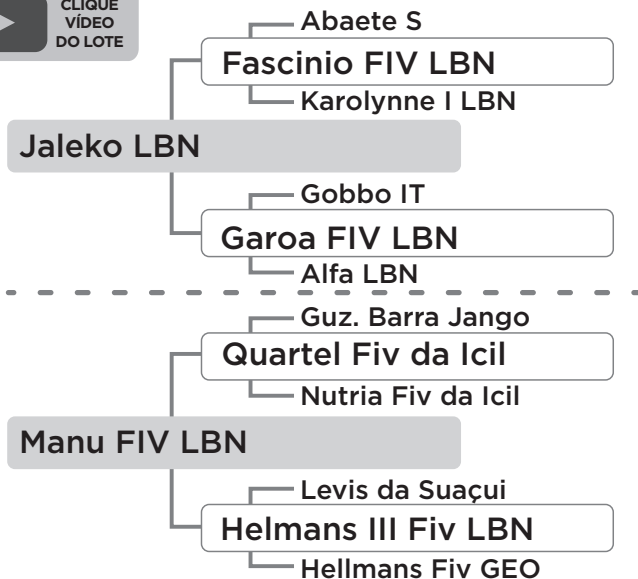 CLIQUE
VÍDEO
DO LOTE
Abaete S
Fascinio FIV LBN
Karolynne I LBN
Jaleko LBN
Gobbo IT
Garoa FIV LBN
Alfa LBN
Guz. Barra Jango
Quartel Fiv da Icil
Nutria Fiv da Icil
Manu FIV LBN
Levis da Suaçui
Helmans III Fiv LBN
Hellmans Fiv GEO